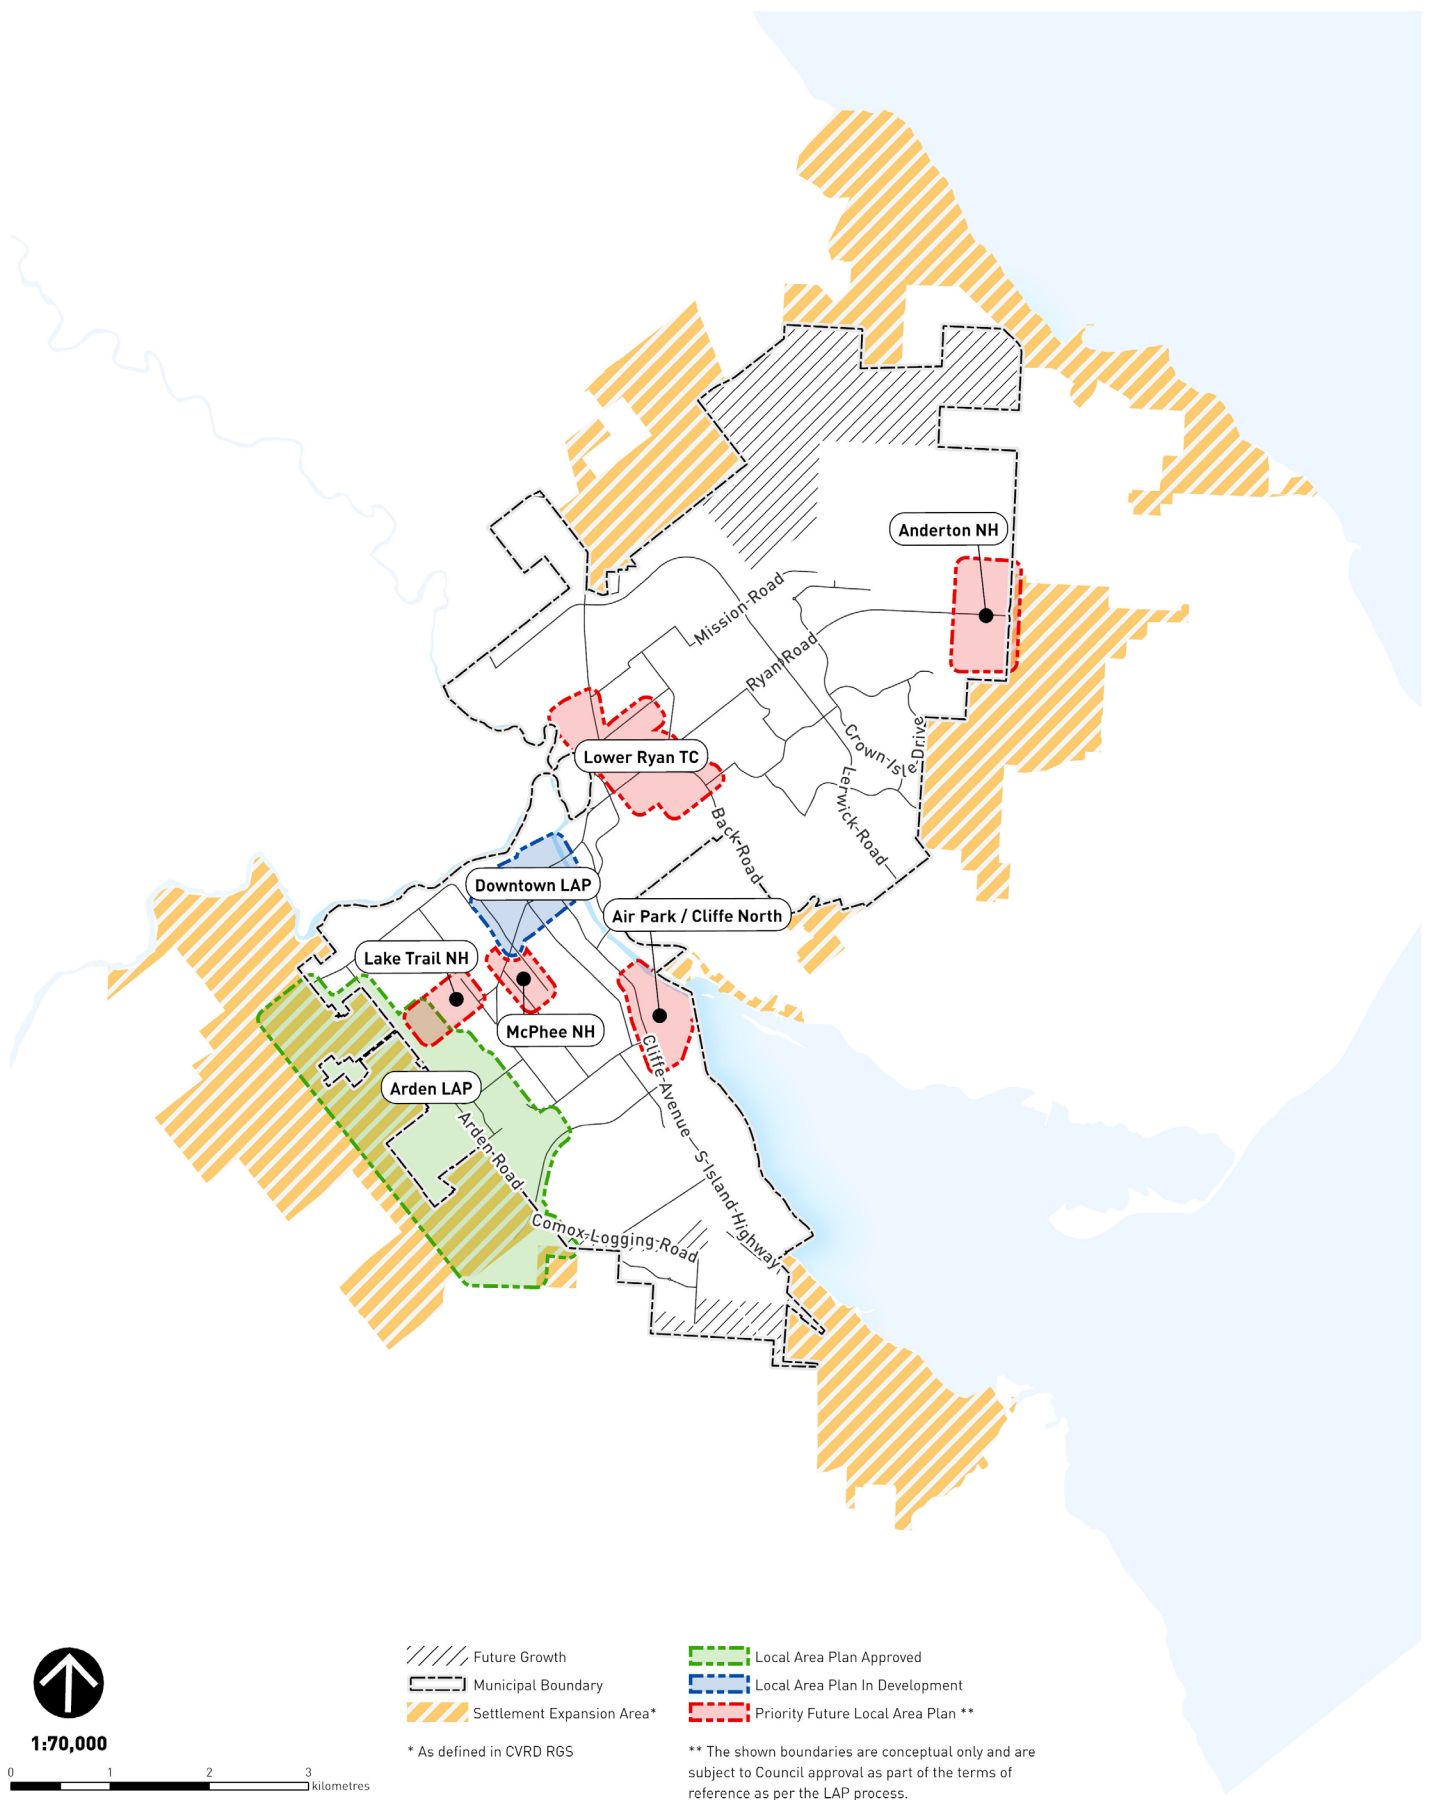 Anderton NH
Mission Road
Ryan Road
Crown Isle Drive
Lower Ryan TC
Lerwick Road
Back Road
Downtown LAP
Air Park / Cliffe North
Lake Trail NH
McPhee NH
Cliffe Avenue
Arden LAP
Arden Road
S Island Highway
Comox Logging Road
1:70,000
0 1 2 3
kilometres
Future Growth
Municipal Boundary
Settlement Expansion Area*
* As defined in CVRD RGS
Local Area Plan Approved
Local Area Plan In Development
Priority Future Local Area Plan **
** The shown boundaries are conceptual only and are
subject to Council approval as part of the terms of
reference as per the LAP process.